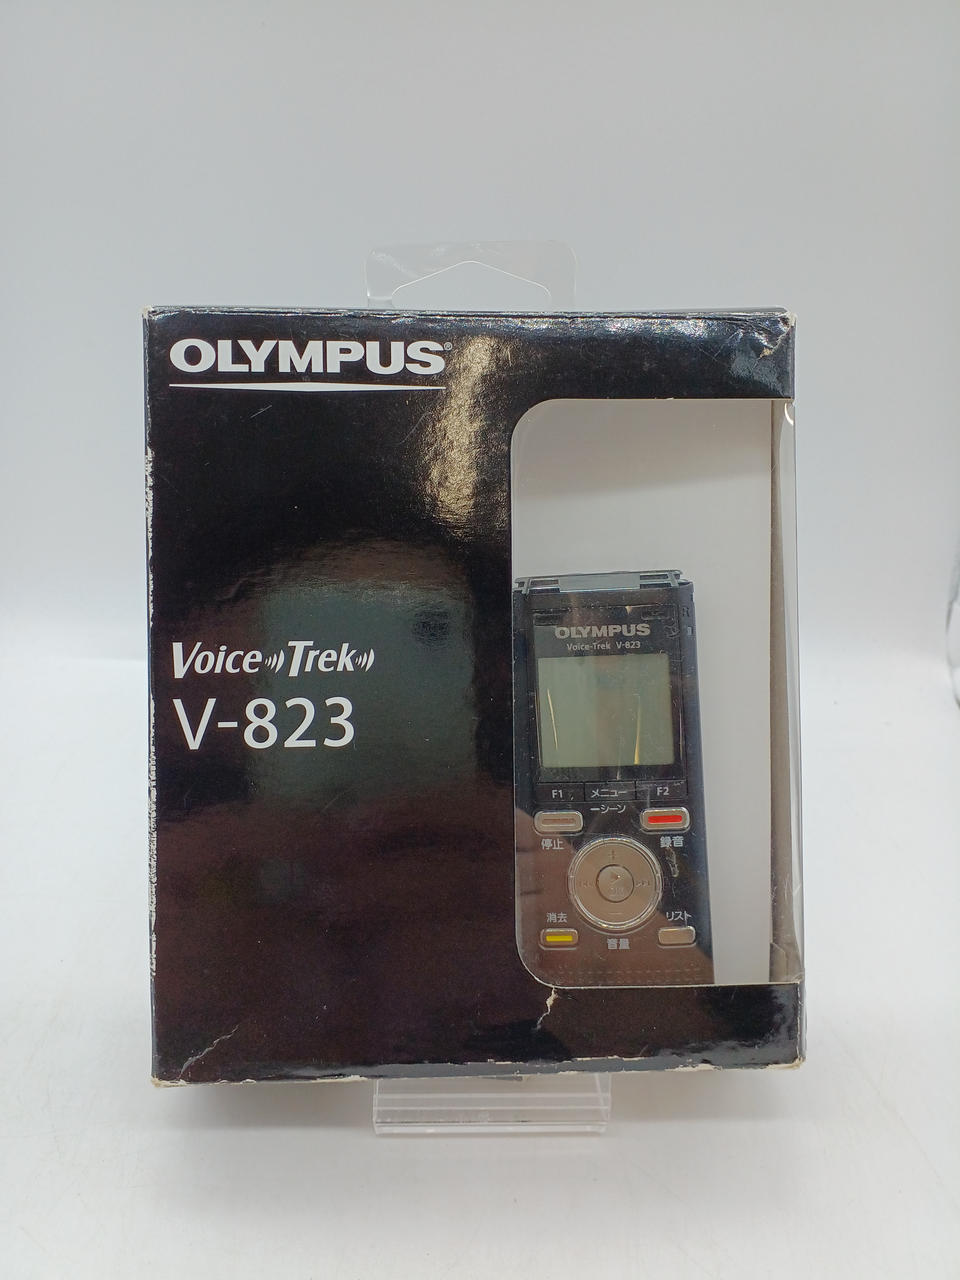 OLYMPUS®
Voice Trek
V-823
OLYMPUS
Voice-Trek V-823
F1 メニュー F2
シーン
停止 録音
+
消去 リスト
−
音量